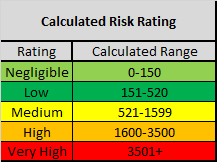 Calculated Risk Rating
Rating Calculated Range
Negligible 0-150
Low 151-520
Medium 521-1599
High 1600-3500
Very High 3501+